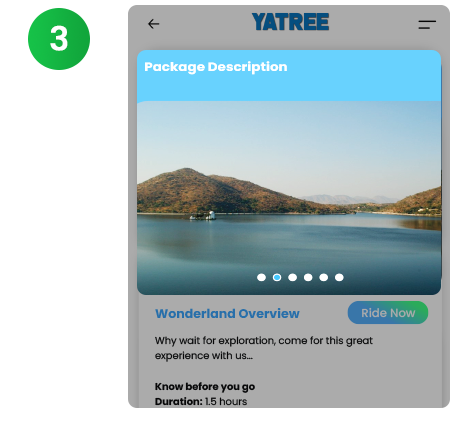 3
YATREE
Package Description
Wonderland Overview
Ride Now
Why wait for exploration, come for this great
experience with us...
Know before you go
Duration: 1.5 hours